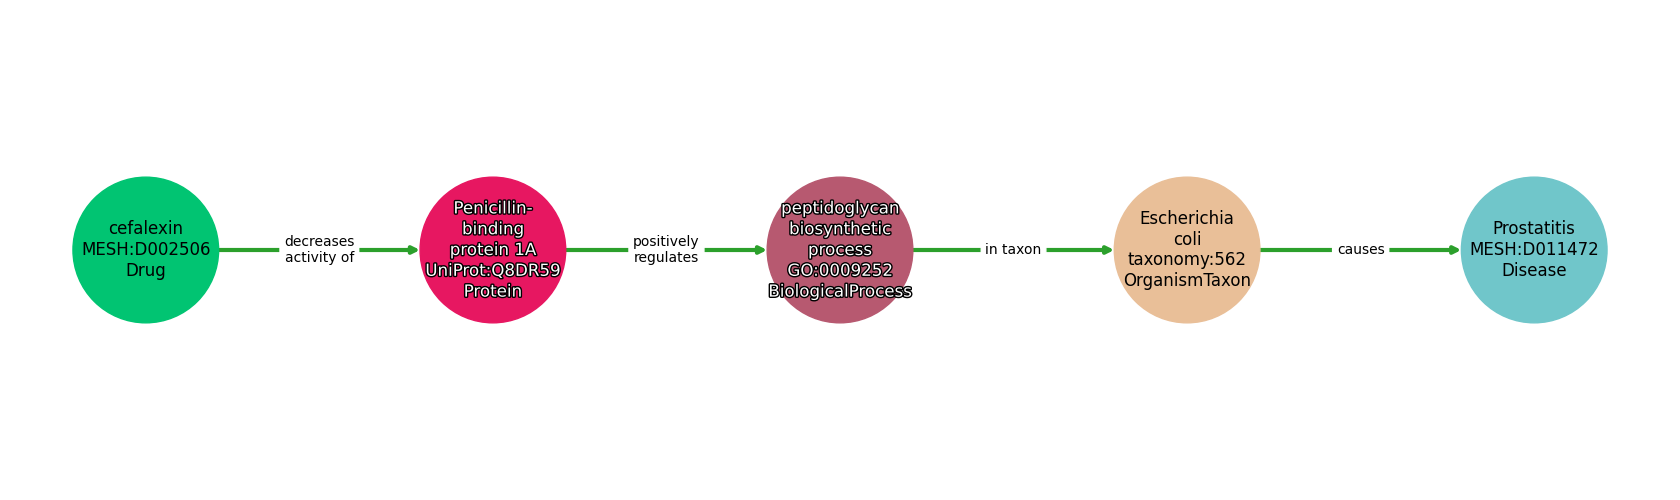 cefalexin
MESH:D002506
Drug
decreases
activity of
Penicillin-
binding
protein 1A
UniProt:Q8DR59
Protein
positively
regulates
peptidoglycan
biosynthetic
process
GO:0009252
BiologicalProcess
in taxon
Escherichia
coli
taxonomy:562
OrganismTaxon
causes
Prostatitis
MESH:D011472
Disease